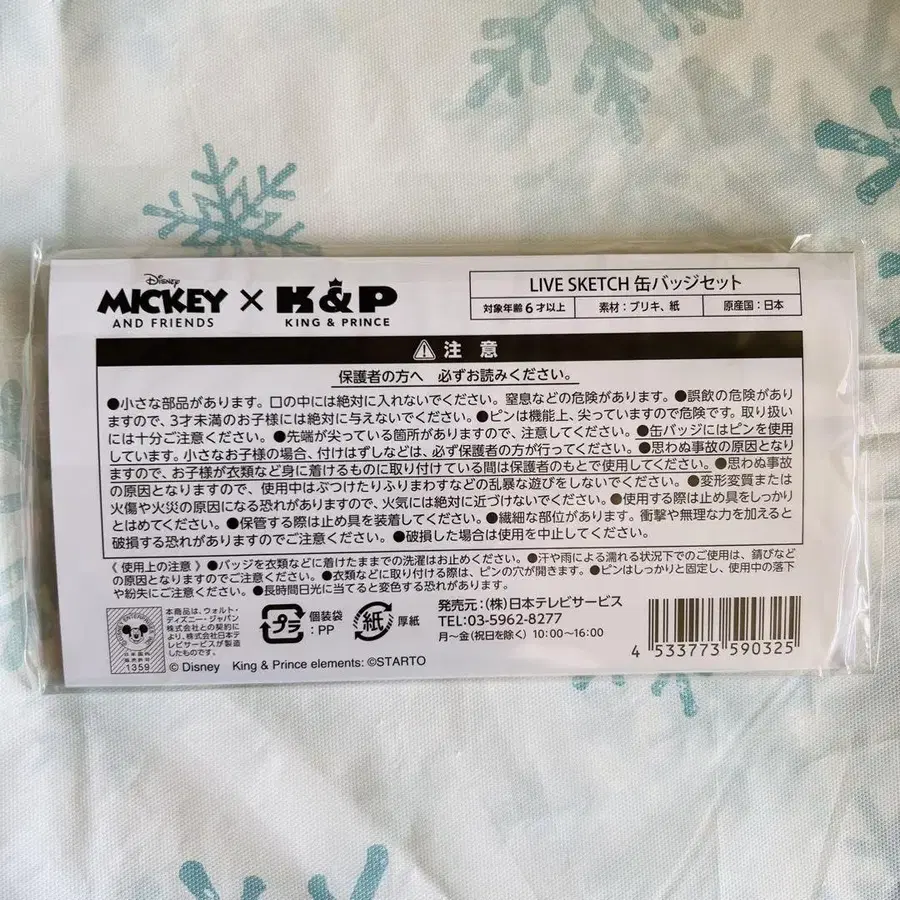 Disney
MICKEY × K&P
AND FRIENDS KING & PRINCE
LIVE SKETCH 缶バッジセット
対象年齢6才以上 素材：ブリキ、紙 原産国：日本
⚠ 注 意
保護者の方へ 必ずお読みください。
●小さな部品があります。口の中には絶対に入れないでください。窒息などの危険があります。●誤飲の危険があり
ますので、3才未満のお子様には絶対に与えないでください。●ピンは機能上、尖っていますので危険です。取り扱い
には十分ご注意ください。●先端が尖っている箇所がありますので、注意してください。●缶バッジにはピンを使用
しています。小さなお子様の場合、付けはずしなどは、必ず保護者の方が行ってください。●思わぬ事故の原因となり
ますので、お子様が衣類など身に着けるものに取り付けている間は保護者のもとで使用してください。●思わぬ事故
の原因となりますので、使用中はぶつけたりふりまわすなどの乱暴な遊びをしないでください。●変形変質または
火傷や火災の原因になる恐れがありますので、火気には絶対に近づけないでください。●使用する際は止め具をしっかり
とはめてください。●保管する際は止め具を装着してください。●繊細な部位があります。衝撃や無理な力を加えると
破損する恐れがありますのでご注意ください。●破損した場合は使用を中止してください。
《使用上の注意》●バッジを衣類などに着けたままでの洗濯はお止めください。●汗や雨による濡れる状況下でのご使用は、錆びなど
の原因となりますのでご注意ください。●衣類などに取り付ける際は、ピンの穴が開きます。●ピンはしっかりと固定し、使用中の落下
や紛失にご注意ください。●長時間日光に当てると変色する恐れがあります。
本商品は、ウォルト・
ディズニー・ジャパン
株式会社との契約に
より、株式会社日本テ
レビサービスが製造
したものです。
1359
プラ 個装袋
：PP
紙 厚紙
発売元：(株)日本テレビサービス
TEL:03-5962-8277
月～金(祝日を除く) 10:00～16:00
4 533773 590325
© Disney King & Prince elements: ©STARTO